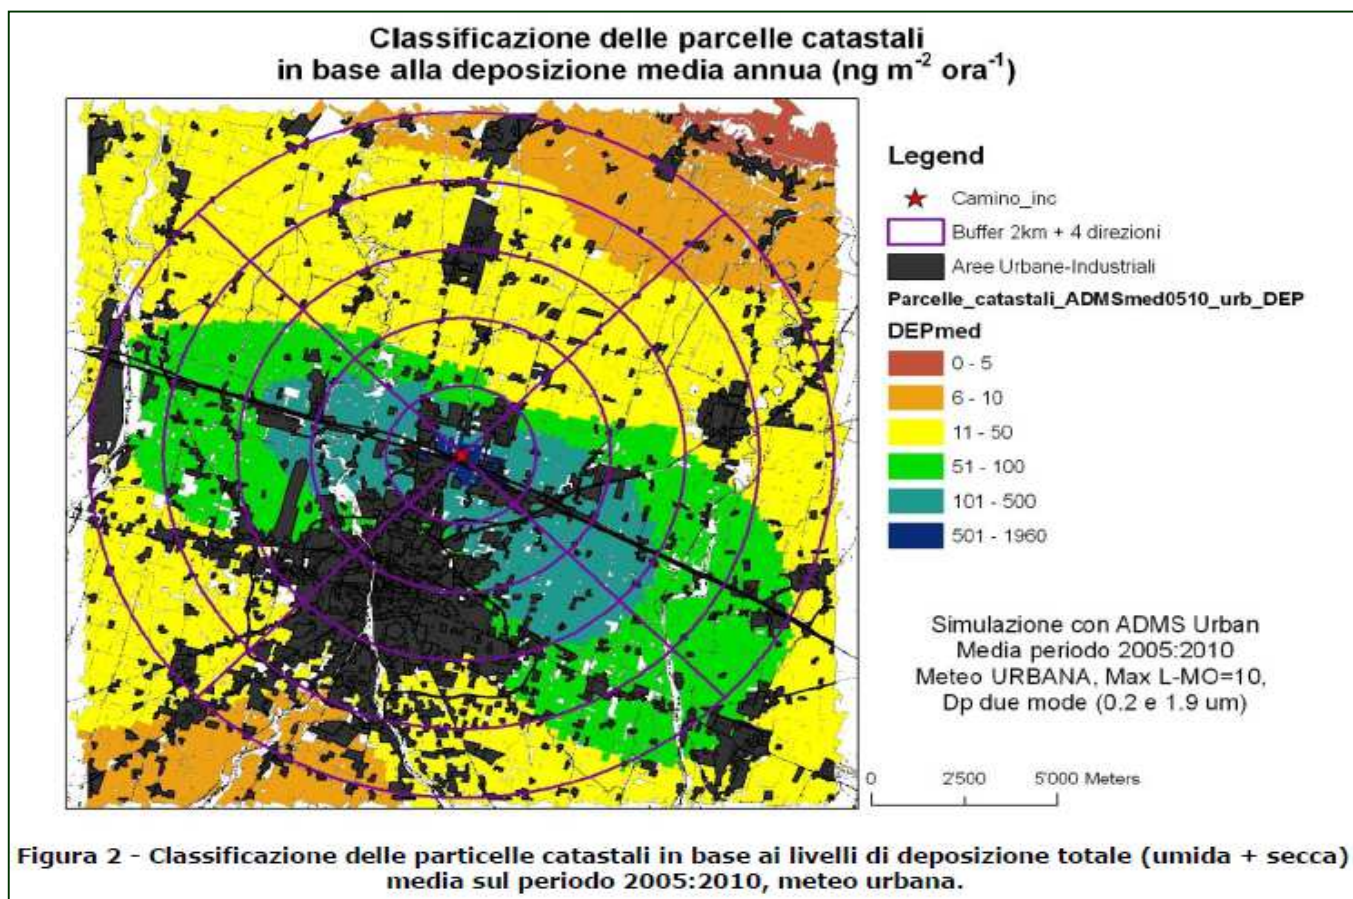 Classificazione delle parcelle catastali
in base alla deposizione media annua (ng m⁻² ora⁻¹)
Legend
Camino_inc
Buffer 2km + 4 direzioni
Aree Urbane-Industriali
Parcelle_catastali_ADMSmed0510_urb_DEP
DEPmed
0 - 5
6 - 10
11 - 50
51 - 100
101 - 500
501 - 1960
Simulazione con ADMS Urban
Media periodo 2005:2010
Meteo URBANA, Max L-MO=10,
Dp due mode (0.2 e 1.9 um)
0 2'500 5'000 Meters
Figura 2 - Classificazione delle particelle catastali in base ai livelli di deposizione totale (umida + secca)
media sul periodo 2005:2010, meteo urbana.